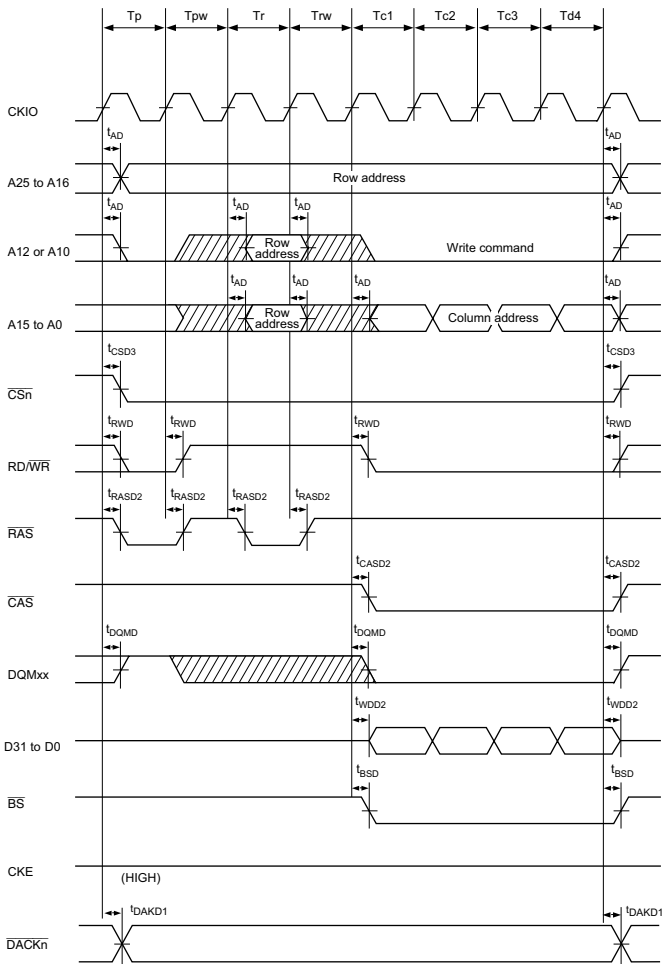 Tp Tpw Tr Trw Tc1 Tc2 Tc3 Td4
CKIO
tAD tAD
A25 to A16 Row address
tAD tAD tAD tAD
A12 or A10 Row address Write command
tAD tAD tAD tAD
A15 to A0 Row address Column address
tCSD3 tCSD3
CSn
tRWD tRWD tRWD tRWD
RD/WR
tRASD2 tRASD2 tRASD2 tRASD2
RAS
tCASD2 tCASD2
CAS
tDQMD tDQMD tDQMD
DQMxx
tWDD2 tWDD2
D31 to D0
tBSD tBSD
BS
CKE
(HIGH)
tDAKD1 tDAKD1
DACKn